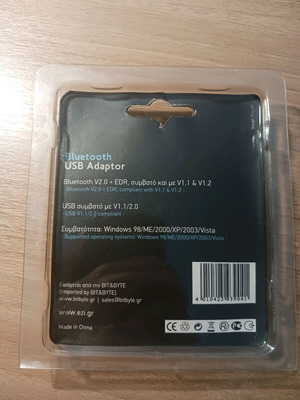 Bluetooth
USB Adaptor
Bluetooth V2.0 + EDR, συμβατό και με V1.1 & V1.2
- Bluetooth V2.0 + EDR, compliant with V1.1 & V1.2 -
USB συμβατό με V1.1/2.0
- USB V1.1/2.0 compliant -
Συμβατότητα: Windows 98/ME/2000/XP/2003/Vista
- Supported operating systems: Windows 98/ME/2000/XP/2003/Vista -
Εισάγεται από την BIT&BYTE
(Imported by BIT&BYTE)
www.bitbyte.gr | sales@bitbyte.gr
www.ezi.gr
Made in China